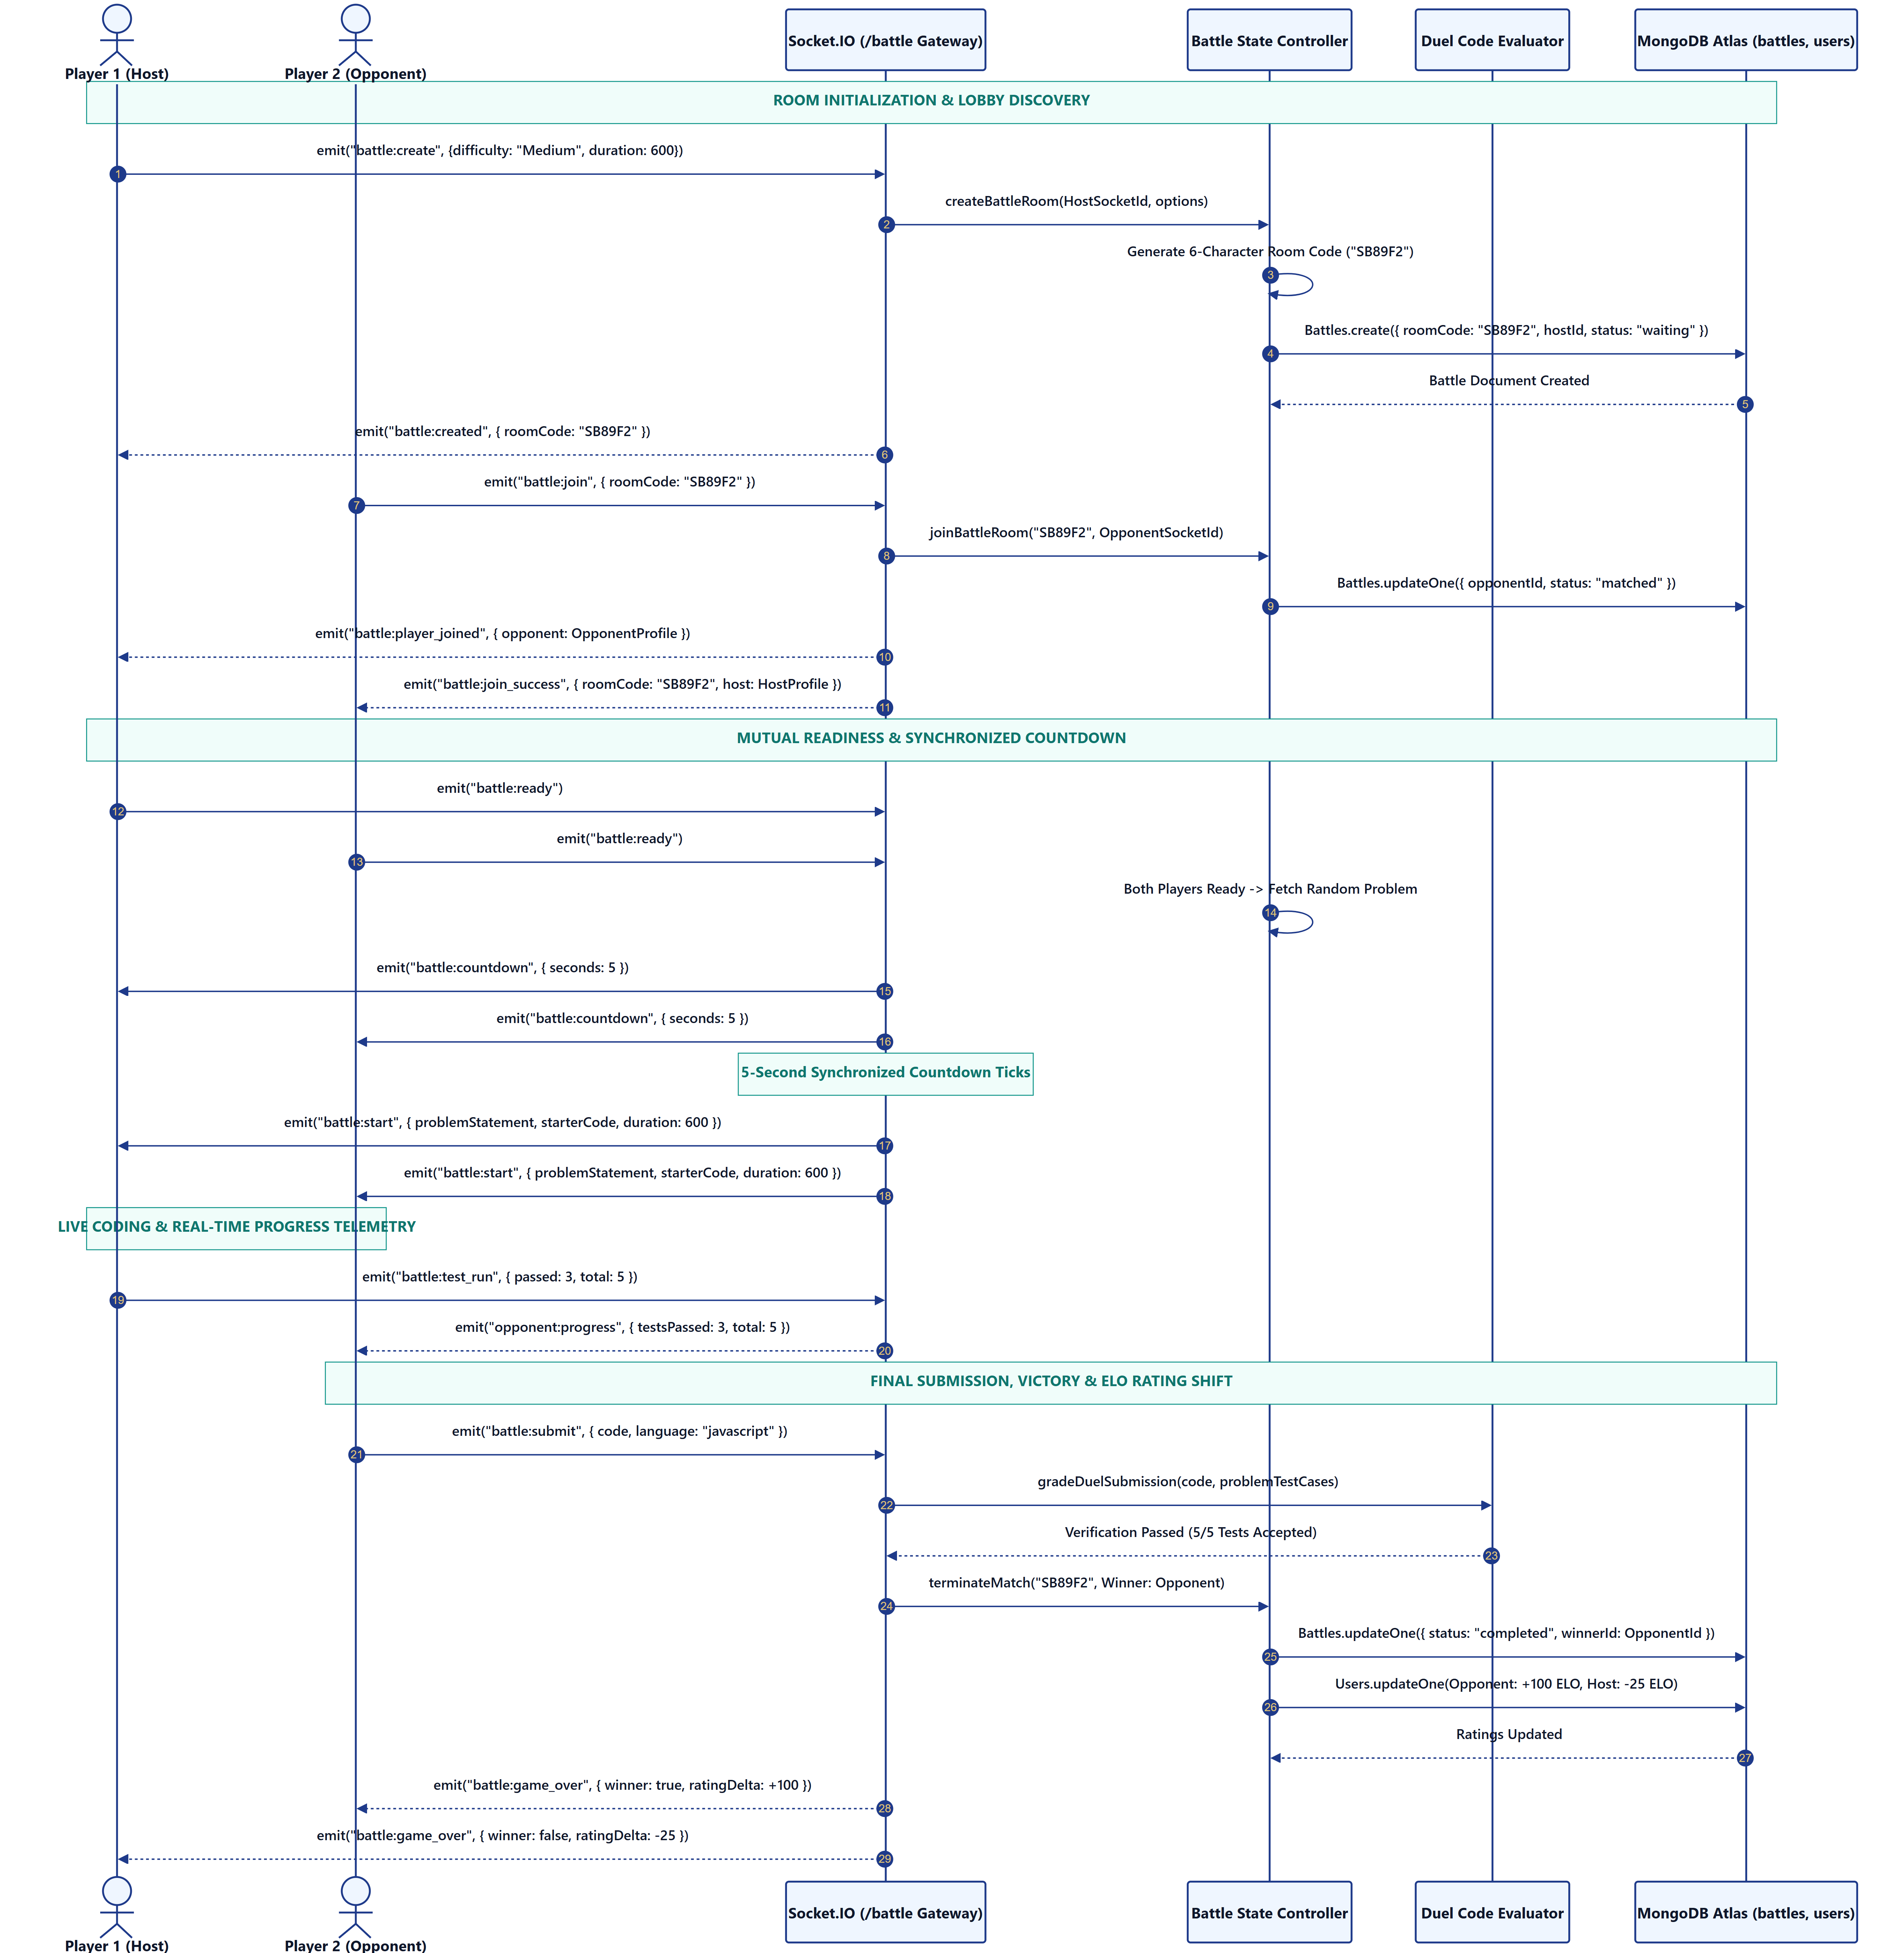 Player 1 (Host)
Player 2 (Opponent)
Socket.IO (/battle Gateway)
Battle State Controller
Duel Code Evaluator
MongoDB Atlas (battles, users)
ROOM INITIALIZATION & LOBBY DISCOVERY
emit("battle:create", {difficulty: "Medium", duration: 600})
1
createBattleRoom(HostSocketId, options)
2
Generate 6-Character Room Code ("SB89F2")
3
Battles.create({ roomCode: "SB89F2", hostId, status: "waiting" })
4
Battle Document Created
5
emit("battle:created", { roomCode: "SB89F2" })
6
emit("battle:join", { roomCode: "SB89F2" })
7
joinBattleRoom("SB89F2", OpponentSocketId)
8
Battles.updateOne({ opponentId, status: "matched" })
9
emit("battle:player_joined", { opponent: OpponentProfile })
10
emit("battle:join_success", { roomCode: "SB89F2", host: HostProfile })
11
MUTUAL READINESS & SYNCHRONIZED COUNTDOWN
emit("battle:ready")
12
emit("battle:ready")
13
Both Players Ready -> Fetch Random Problem
14
emit("battle:countdown", { seconds: 5 })
15
emit("battle:countdown", { seconds: 5 })
16
5-Second Synchronized Countdown Ticks
emit("battle:start", { problemStatement, starterCode, duration: 600 })
17
emit("battle:start", { problemStatement, starterCode, duration: 600 })
18
LIVE CODING & REAL-TIME PROGRESS TELEMETRY
emit("battle:test_run", { passed: 3, total: 5 })
19
emit("opponent:progress", { testsPassed: 3, total: 5 })
20
FINAL SUBMISSION, VICTORY & ELO RATING SHIFT
emit("battle:submit", { code, language: "javascript" })
21
gradeDuelSubmission(code, problemTestCases)
22
Verification Passed (5/5 Tests Accepted)
23
terminateMatch("SB89F2", Winner: Opponent)
24
Battles.updateOne({ status: "completed", winnerId: OpponentId })
25
Users.updateOne(Opponent: +100 ELO, Host: -25 ELO)
26
Ratings Updated
27
emit("battle:game_over", { winner: true, ratingDelta: +100 })
28
emit("battle:game_over", { winner: false, ratingDelta: -25 })
29
Player 1 (Host)
Player 2 (Opponent)
Socket.IO (/battle Gateway)
Battle State Controller
Duel Code Evaluator
MongoDB Atlas (battles, users)